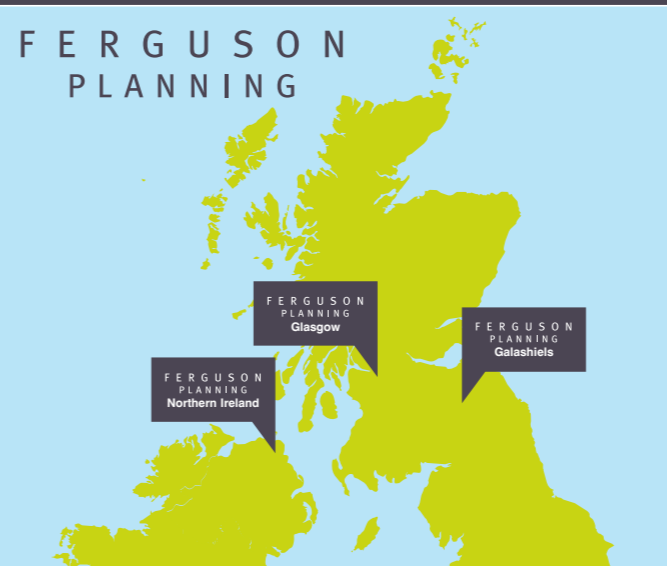 FERGUSON
PLANNING
FERGUSON
PLANNING
Glasgow
FERGUSON
PLANNING
Galashiels
FERGUSON
PLANNING
Northern Ireland